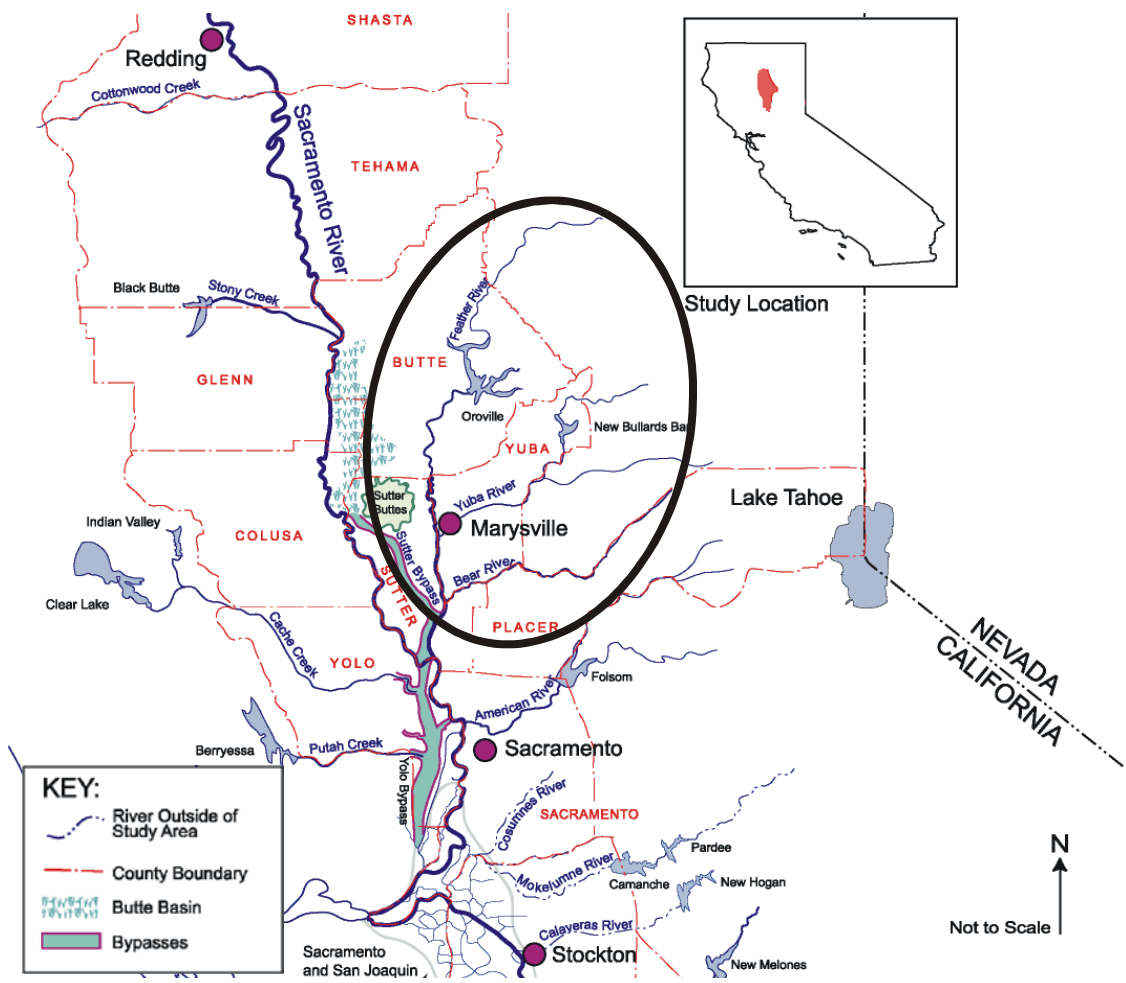 SHASTA
Redding
Cottonwood Creek
Sacramento River
TEHAMA
Black Butte
Stony Creek
Feather River
Study Location
GLENN
BUTTE
Oroville
New Bullards Ba
YUBA
Sutter
Buttes
Yuba River
Lake Tahoe
Marysville
Indian Valley
COLUSA
Sutter Bypass
Bear River
SUTTER
Clear Lake
PLACER
Cache Creek
YOLO
NEVADA
CALIFORNIA
Folsom
American River
Berryessa
Putah Creek
Sacramento
Yolo Bypass
KEY:
River Outside of
Study Area
County Boundary
Butte Basin
Bypasses
Cosumnes River
SACRAMENTO
Pardee
Mokelumne River
Camanche
New Hogan
N
Not to Scale
Calaveras River
Stockton
Sacramento
and San Joaquin
New Melones